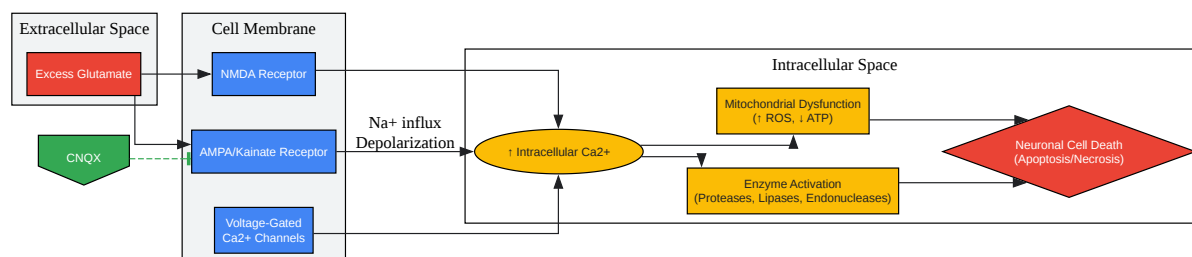 Extracellular Space
Excess Glutamate
CNQX
Cell Membrane
NMDA Receptor
AMPA/Kainate Receptor
Voltage-Gated
Ca2+ Channels
Na+ influx
Depolarization
Intracellular Space
↑ Intracellular Ca2+
Mitochondrial Dysfunction
(↑ ROS, ↓ ATP)
Enzyme Activation
(Proteases, Lipases, Endonucleases)
Neuronal Cell Death
(Apoptosis/Necrosis)